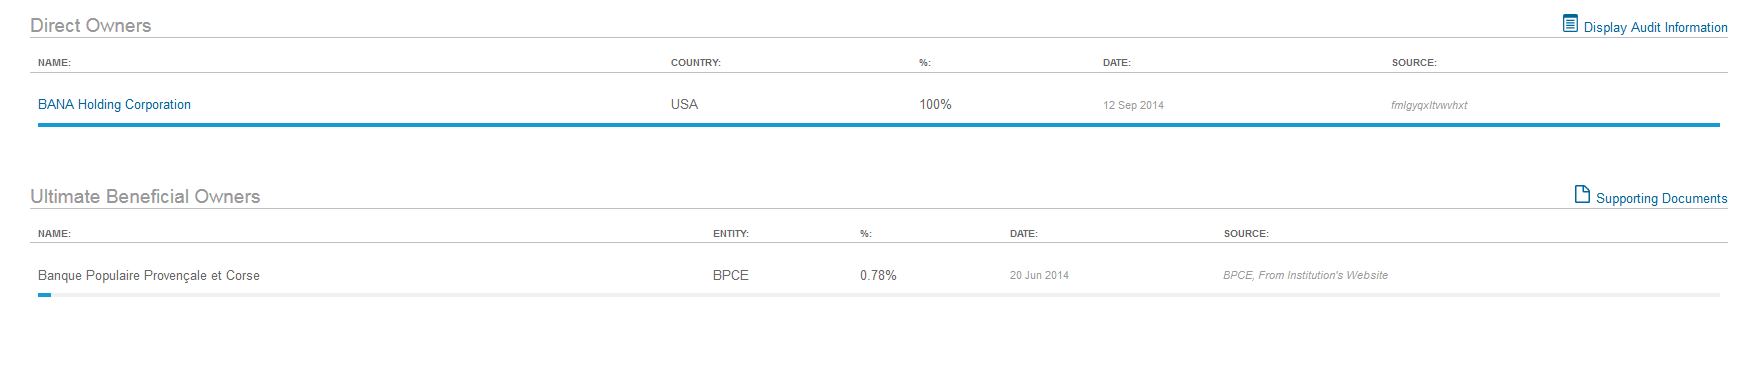 Direct Owners Display Audit Information
NAME: COUNTRY: %: DATE: SOURCE:
BANA Holding Corporation USA 100% 12 Sep 2014 fmlgyqxltvwvhxt
Ultimate Beneficial Owners Supporting Documents
NAME: ENTITY: %: DATE: SOURCE:
Banque Populaire Provençale et Corse BPCE 0.78% 20 Jun 2014 BPCE, From Institution's Website